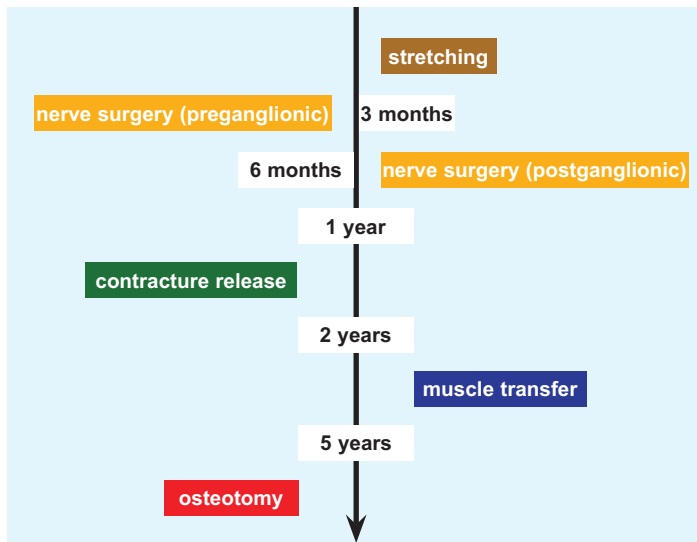 stretching
nerve surgery (preganglionic)
3 months
6 months
nerve surgery (postganglionic)
1 year
contracture release
2 years
muscle transfer
5 years
osteotomy